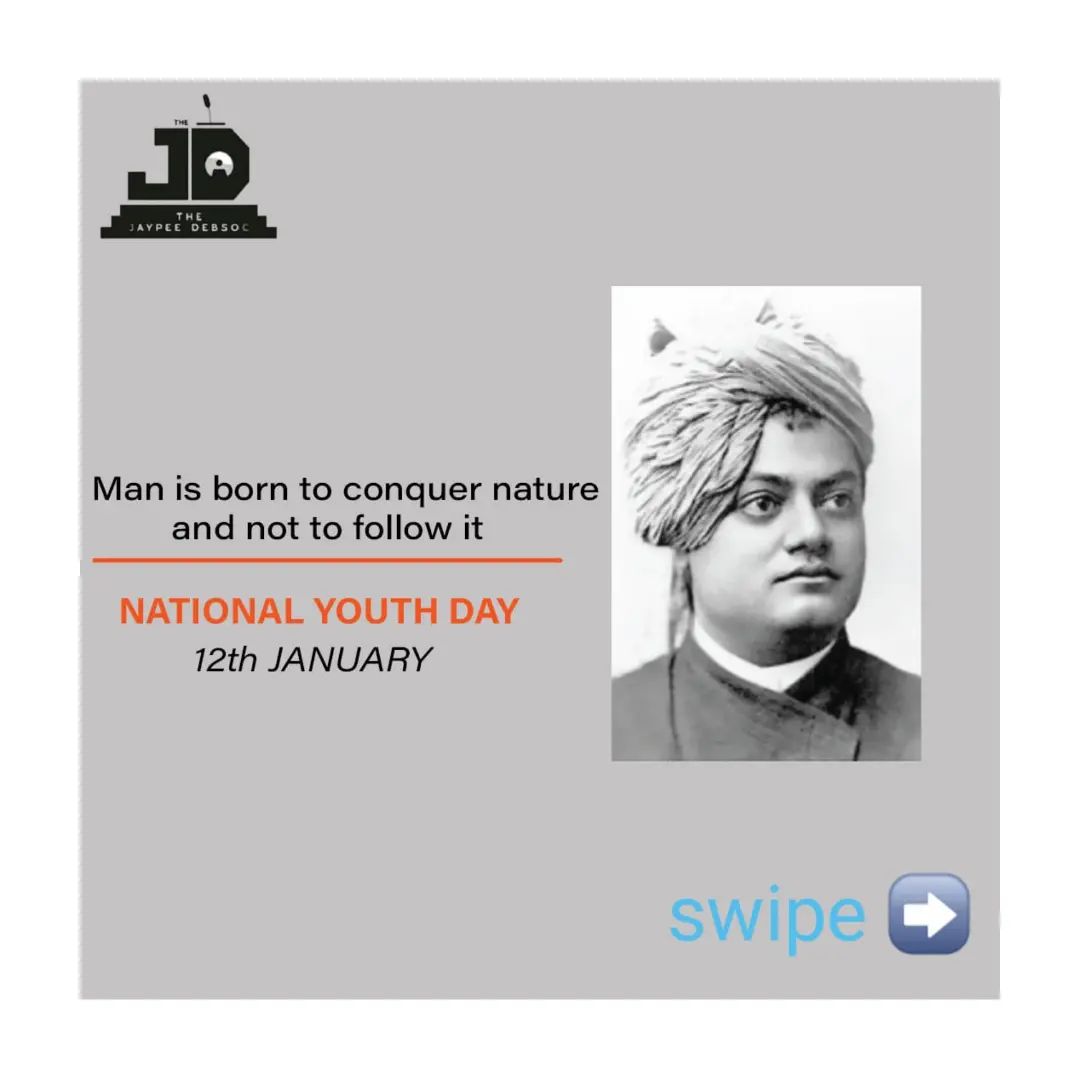 THE
JD
THE
JAYPEE DEBSOC
Man is born to conquer nature
and not to follow it
NATIONAL YOUTH DAY
12th JANUARY
swipe